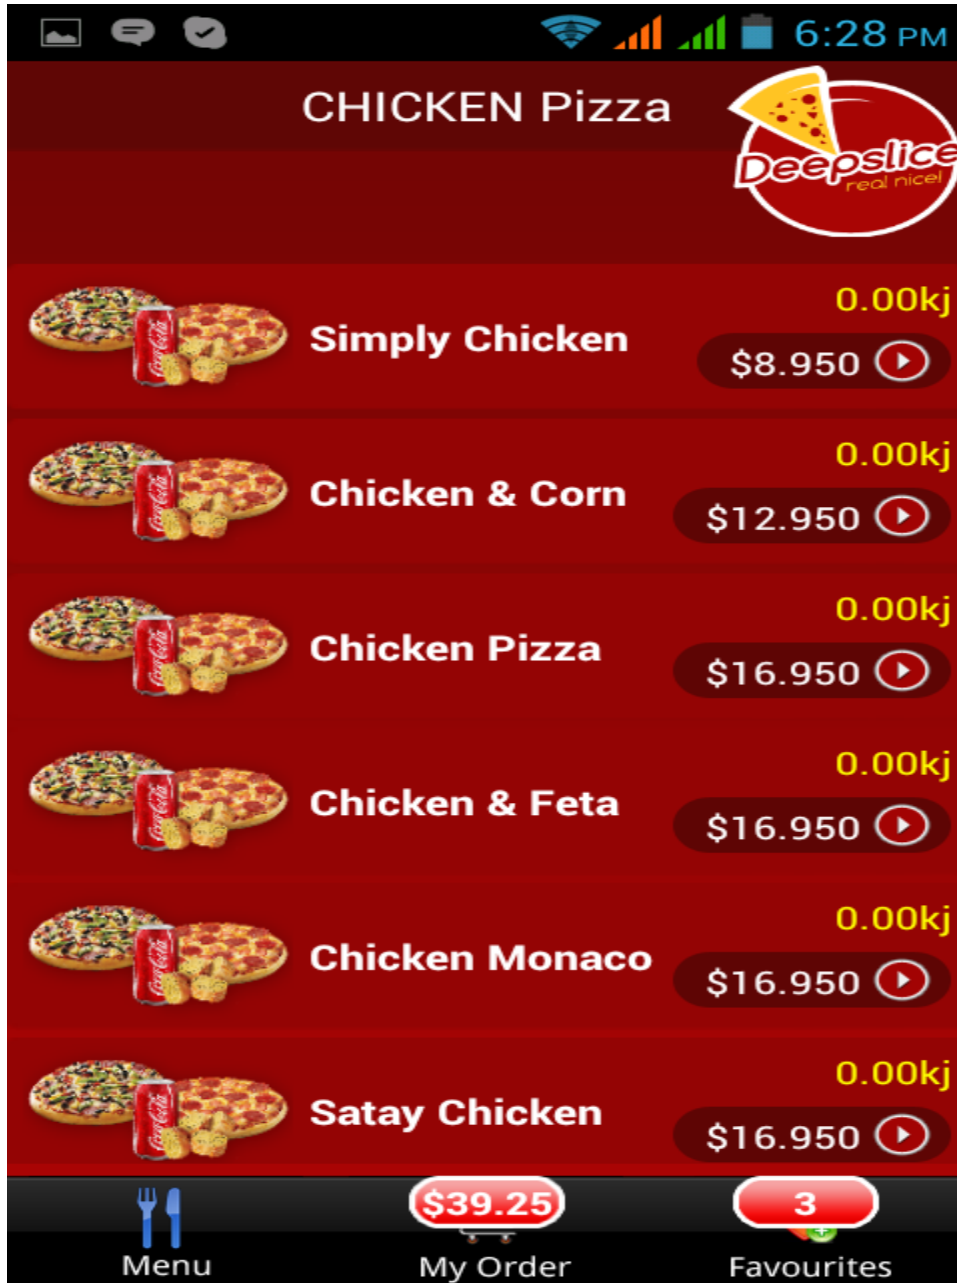 6:28 PM
CHICKEN Pizza
Deepslice
real nice!
0.00kj
Simply Chicken
$8.950
0.00kj
Chicken & Corn
$12.950
0.00kj
Chicken Pizza
$16.950
0.00kj
Chicken & Feta
$16.950
0.00kj
Chicken Monaco
$16.950
0.00kj
Satay Chicken
$16.950
$39.25
3
Menu
My Order
Favourites